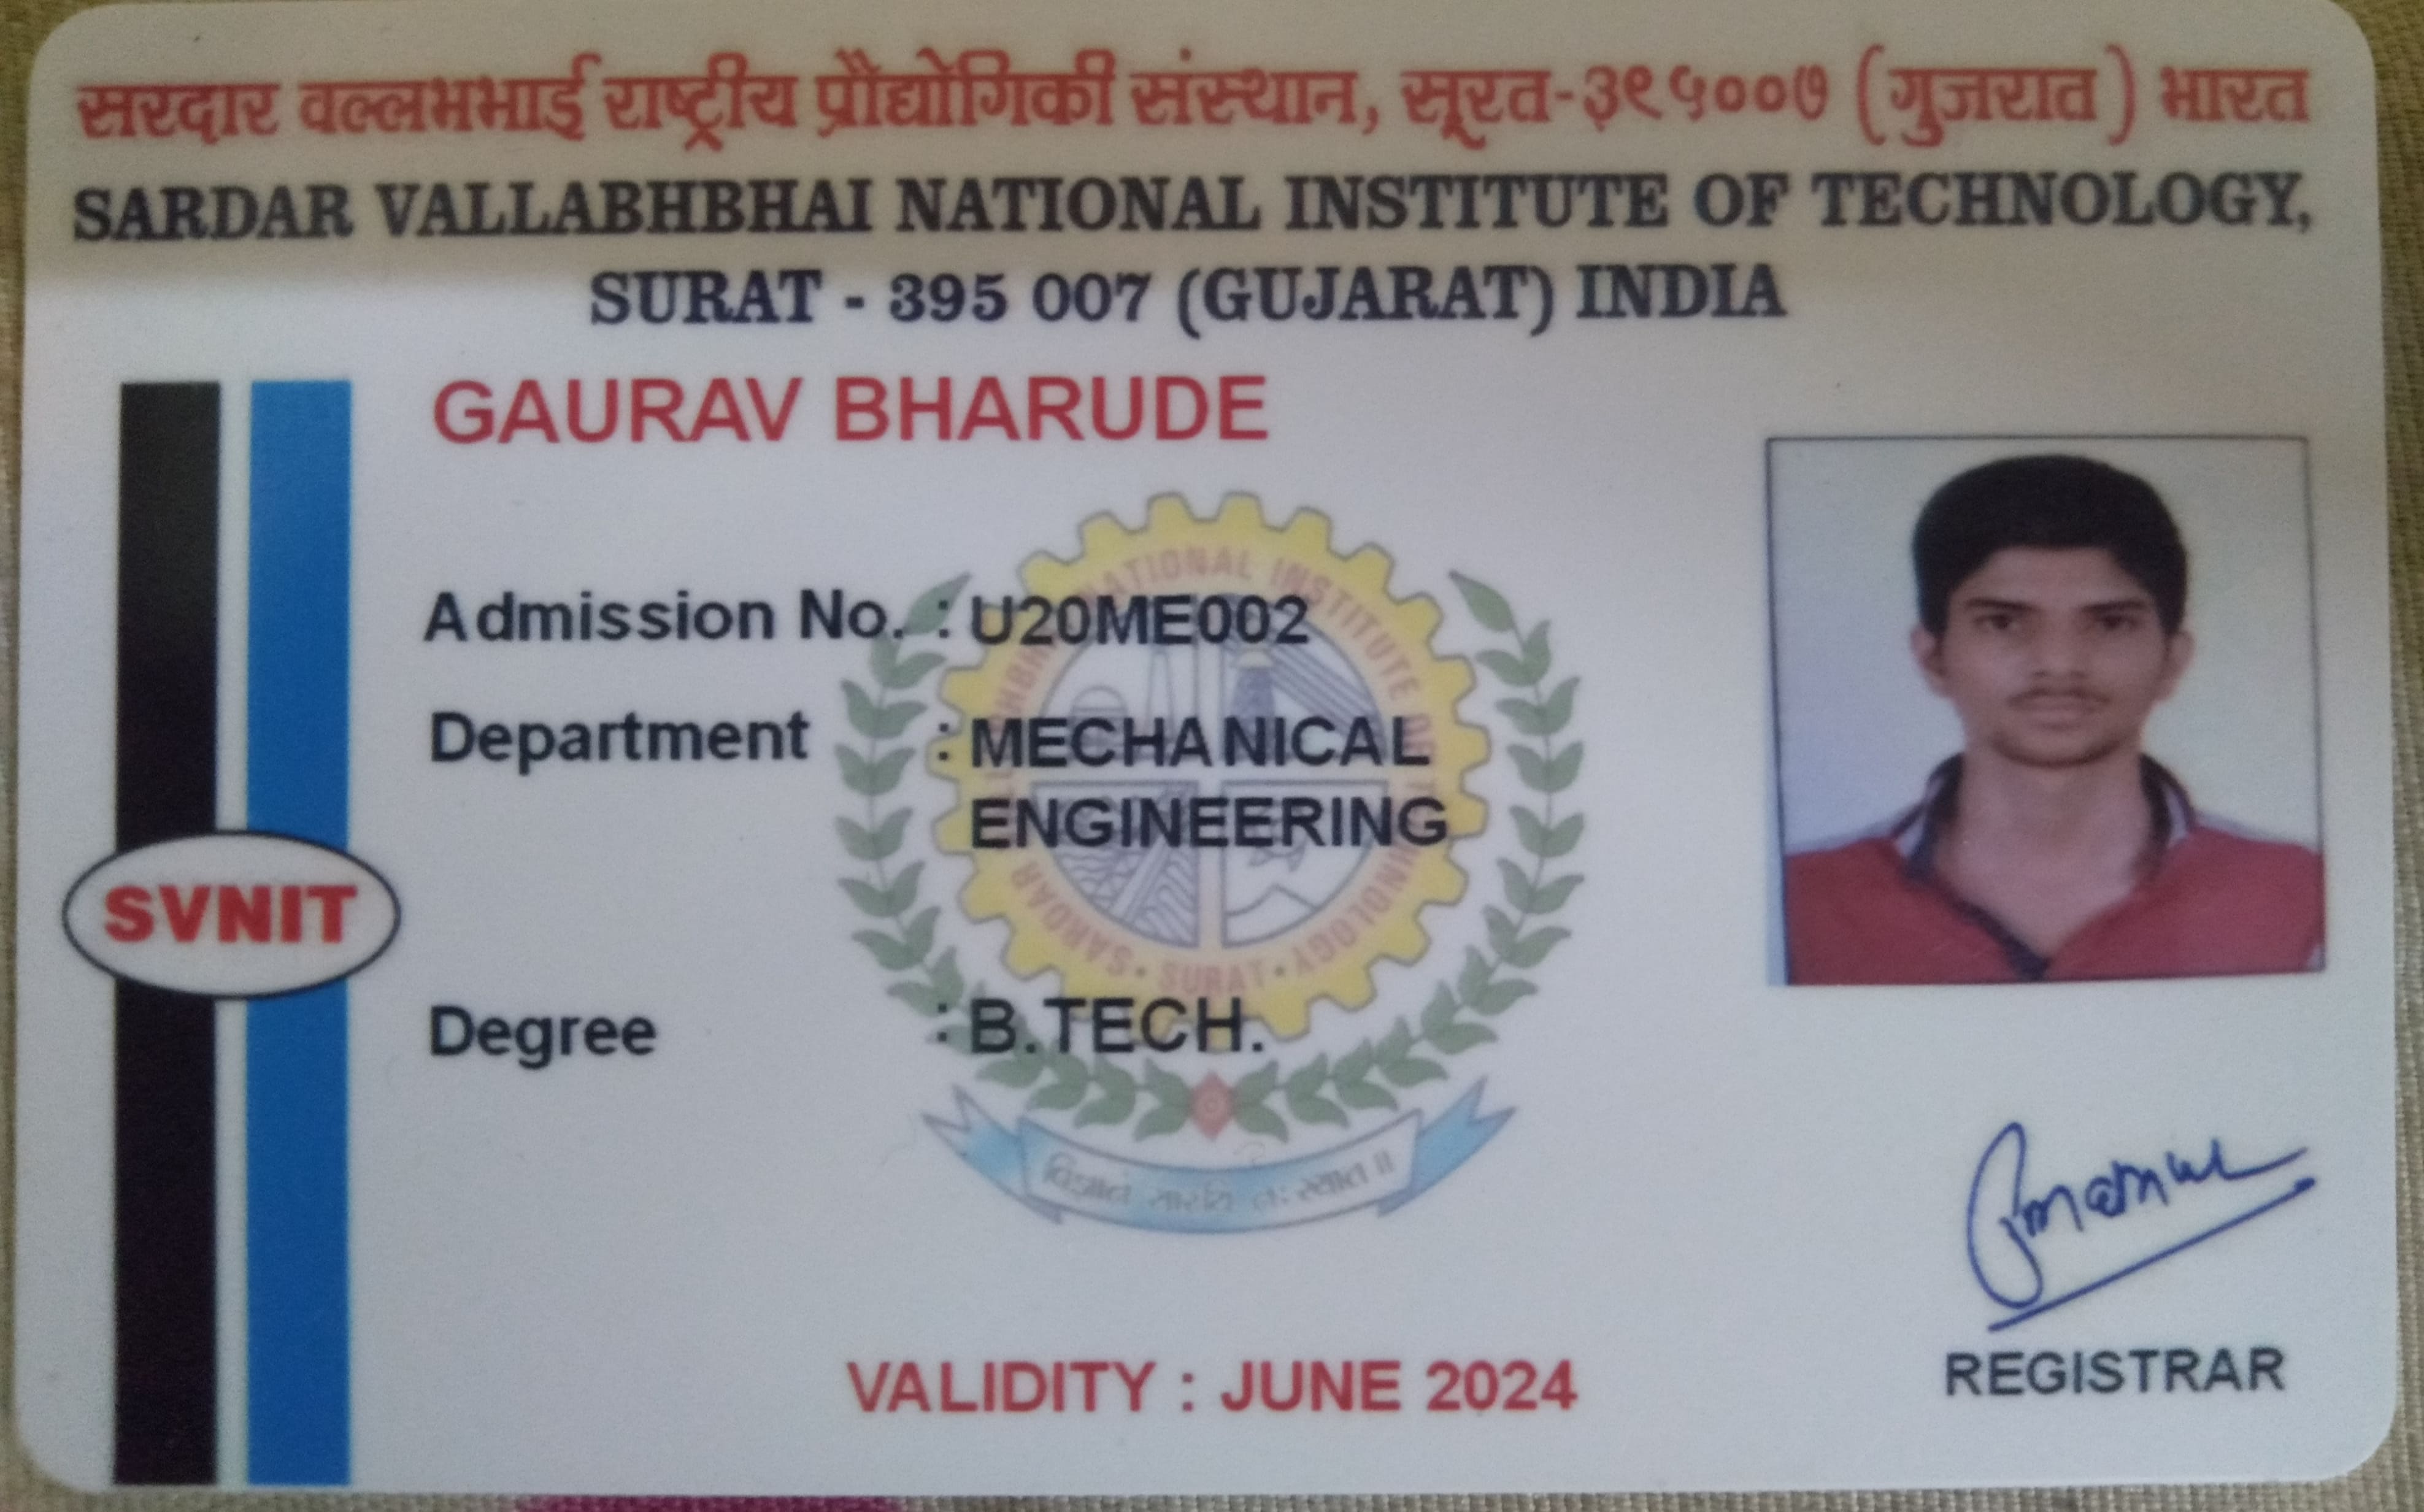 सरदार वल्लभभाई राष्ट्रीय प्रौद्योगिकी संस्थान, सूरत-३९५००७ (गुजरात) भारत
SARDAR VALLABHBHAI NATIONAL INSTITUTE OF TECHNOLOGY,
SURAT - 395 007 (GUJARAT) INDIA
GAURAV BHARUDE
Admission No. : U20ME002
Department : MECHANICAL
ENGINEERING
SVNIT
Degree : B.TECH.
SARDAR NATIONAL INSTITUTE OF TECHNOLOGY • SURAT •
VALIDITY : JUNE 2024
REGISTRAR